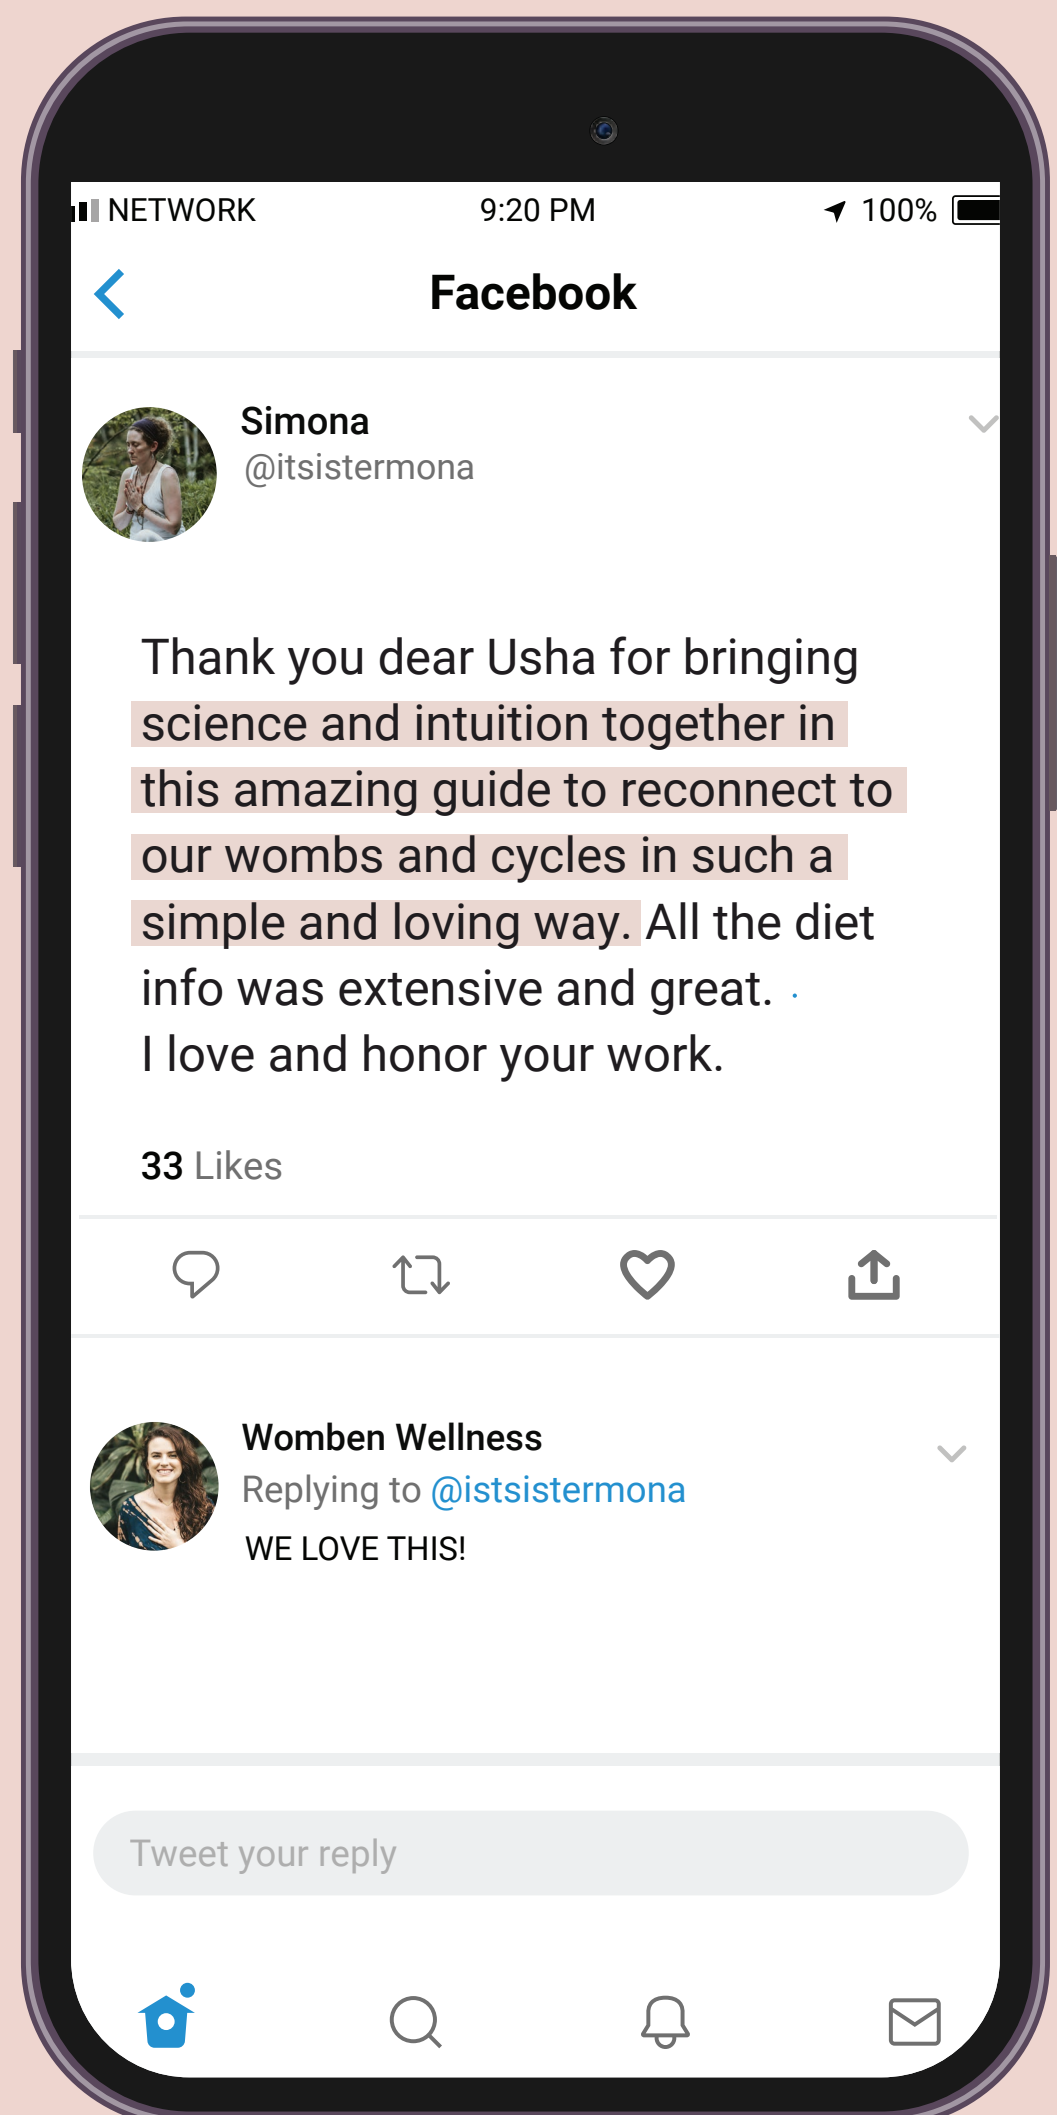 NETWORK 9:20 PM 100%
Facebook
Simona
@itsistermona
Thank you dear Usha for bringing
science and intuition together in
this amazing guide to reconnect to
our wombs and cycles in such a
simple and loving way. All the diet
info was extensive and great.
I love and honor your work.
33 Likes
Womben Wellness
Replying to @istsistermona
WE LOVE THIS!
Tweet your reply